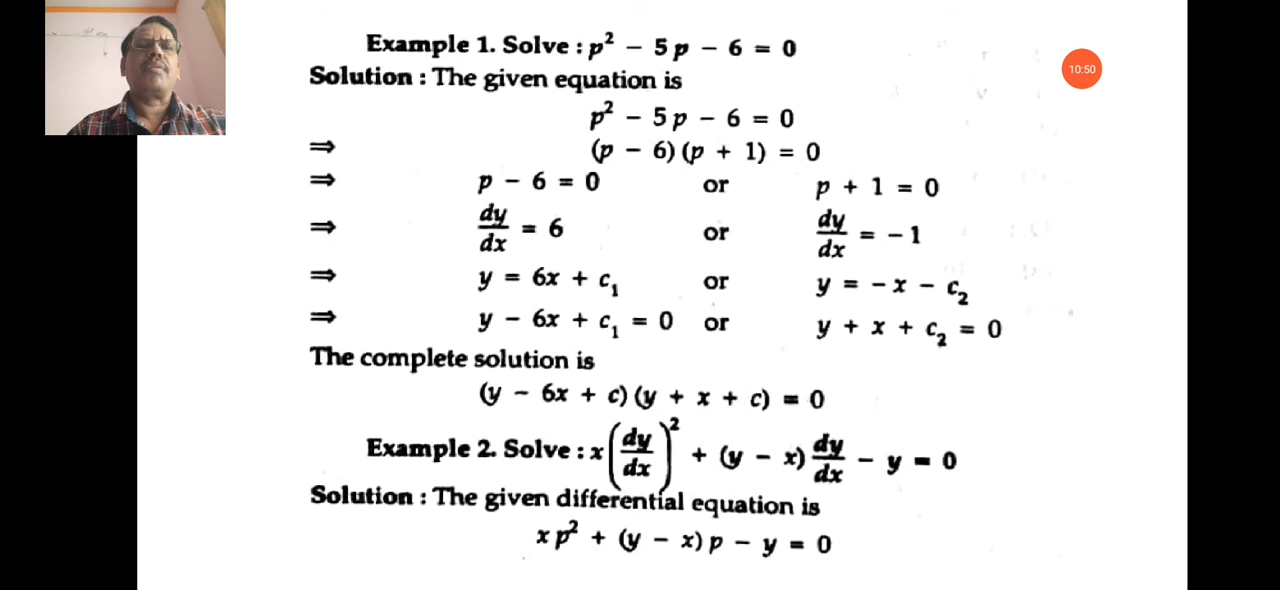 Example 1. Solve : p² − 5p − 6 = 0
10:50
Solution : The given equation is
p² − 5p − 6 = 0
⇒ (p − 6) (p + 1) = 0
⇒ p − 6 = 0 or p + 1 = 0
⇒ dy/dx = 6 or dy/dx = − 1
⇒ y = 6x + c₁ or y = − x − c₂
⇒ y − 6x + c₁ = 0 or y + x + c₂ = 0
The complete solution is
(y − 6x + c) (y + x + c) = 0
Example 2. Solve : x(dy/dx)² + (y − x) dy/dx − y = 0
Solution : The given differential equation is
xp² + (y − x) p − y = 0